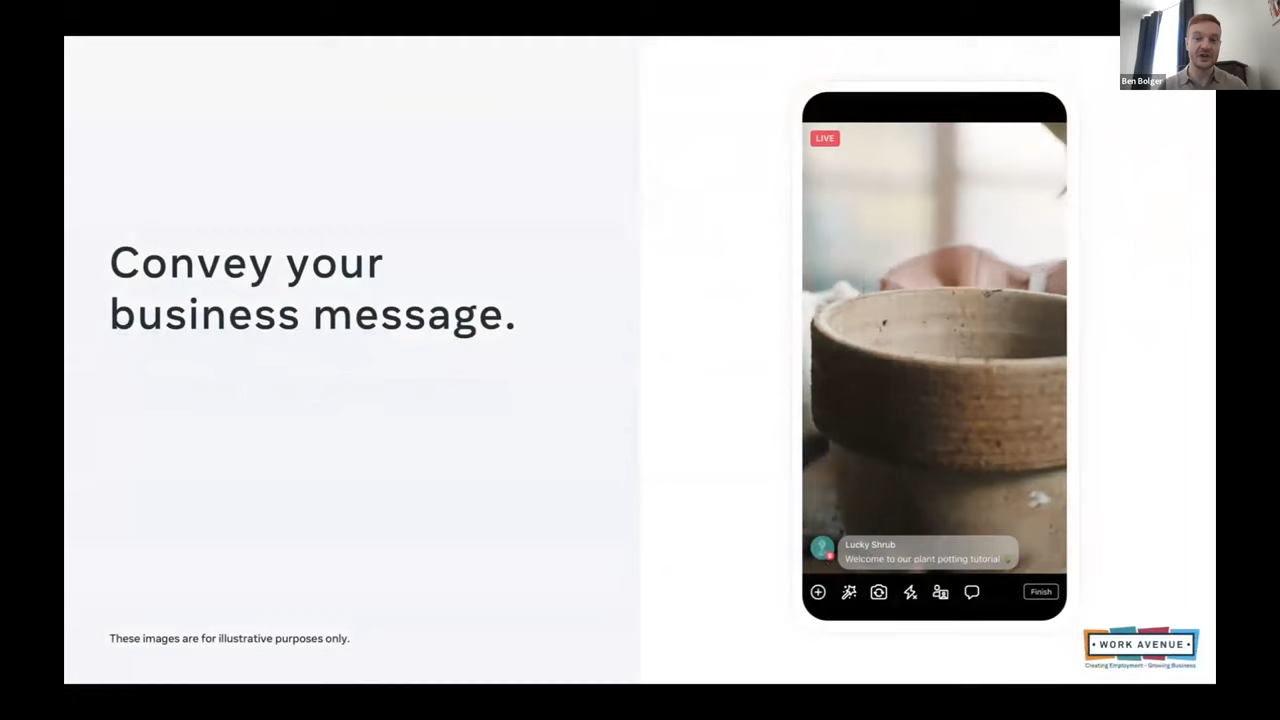 Ben Bolger
Convey your
business message.
LIVE
Lucky Shrub
Welcome to our plant potting tutorial
Finish
These images are for illustrative purposes only.
• WORK AVENUE •
Creating Employment - Growing Business